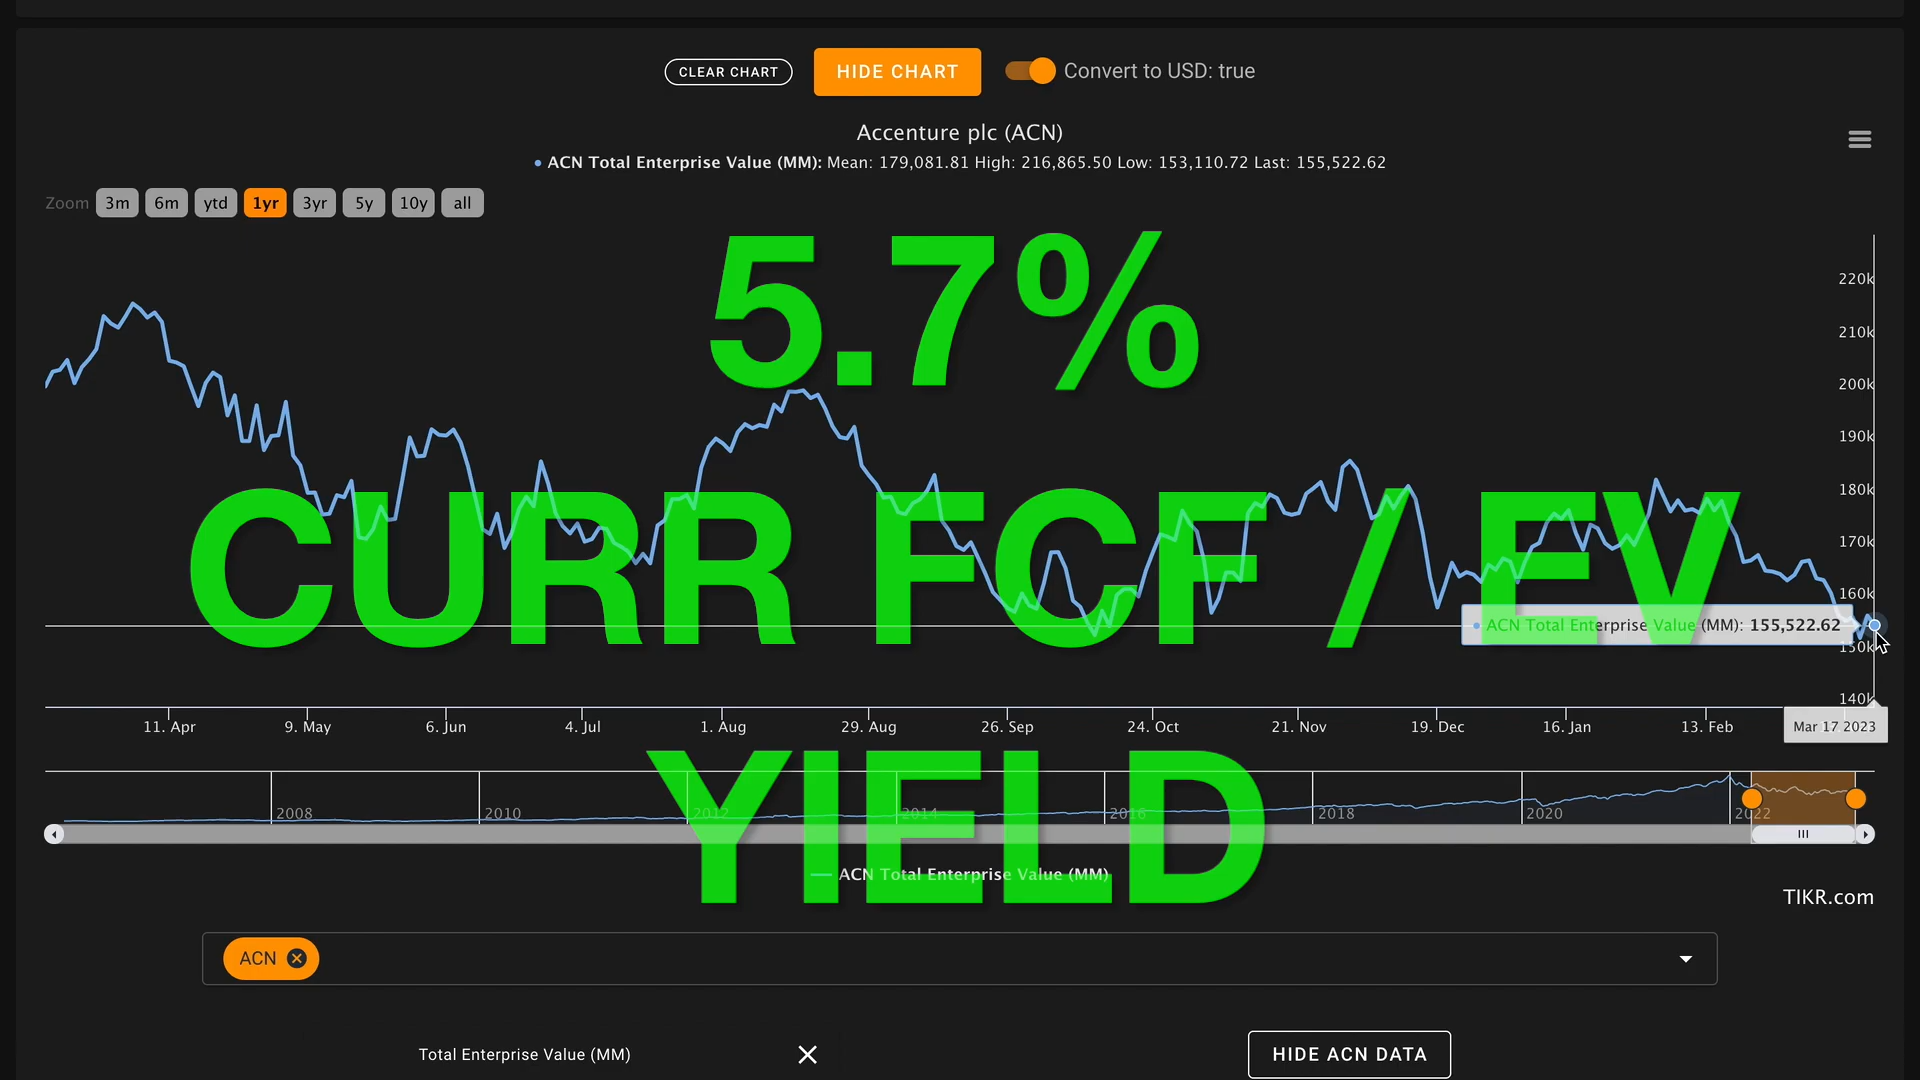 CLEAR CHART HIDE CHART Convert to USD: true
Accenture plc (ACN)
ACN Total Enterprise Value (MM): Mean: 179,081.81 High: 216,865.50 Low: 153,110.72 Last: 155,522.62
Zoom 3m 6m ytd 1yr 3yr 5y 10y all
5.7%
CURR FCF / EV
YIELD
220k
210k
200k
190k
180k
170k
160k
150k
140k
ACN Total Enterprise Value (MM): 155,522.62
11. Apr 9. May 6. Jun 4. Jul 1. Aug 29. Aug 26. Sep 24. Oct 21. Nov 19. Dec 16. Jan 13. Feb Mar 17 2023
2008 2010 2012 2014 2016 2018 2020 2022
ACN Total Enterprise Value (MM)
TIKR.com
ACN
Total Enterprise Value (MM) HIDE ACN DATA